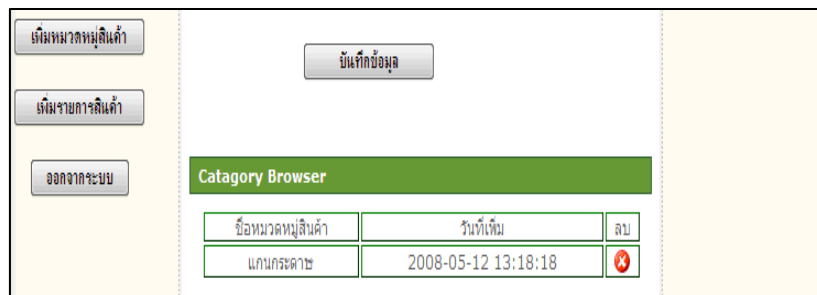 เพิ่มหมวดหมู่สินค้า
บันทึกข้อมูล
เพิ่มรายการสินค้า
ออกจากระบบ
Catagory Browser
ชื่อหมวดหมู่สินค้า วันที่เพิ่ม ลบ
แกนกระดาษ 2008-05-12 13:18:18